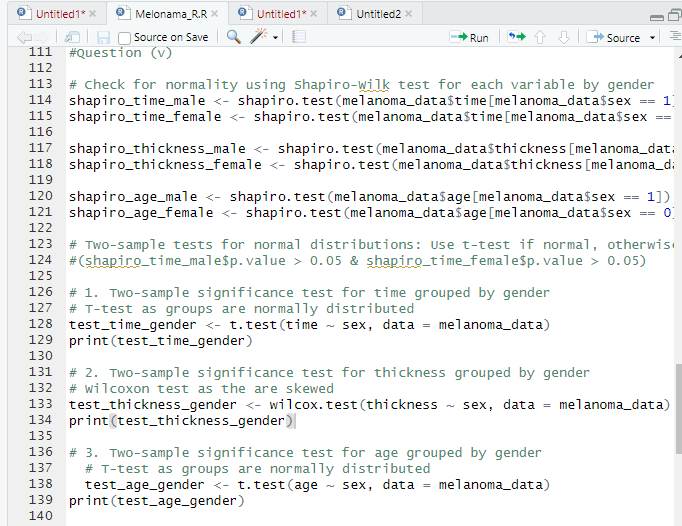 Untitled1* Melonama_R.R Untitled1* Untitled2
Source on Save Run Source
111 #Question (v)
112
113 # Check for normality using Shapiro-Wilk test for each variable by gender
114 shapiro_time_male <- shapiro.test(melanoma_data$time[melanoma_data$sex == 1]
115 shapiro_time_female <- shapiro.test(melanoma_data$time[melanoma_data$sex ==
116
117 shapiro_thickness_male <- shapiro.test(melanoma_data$thickness[melanoma_data
118 shapiro_thickness_female <- shapiro.test(melanoma_data$thickness[melanoma_da
119
120 shapiro_age_male <- shapiro.test(melanoma_data$age[melanoma_data$sex == 1])
121 shapiro_age_female <- shapiro.test(melanoma_data$age[melanoma_data$sex == 0]
122
123 # Two-sample tests for normal distributions: Use t-test if normal, otherwise
124 #(shapiro_time_male$p.value > 0.05 & shapiro_time_female$p.value > 0.05)
125
126 # 1. Two-sample significance test for time grouped by gender
127 # T-test as groups are normally distributed
128 test_time_gender <- t.test(time ~ sex, data = melanoma_data)
129 print(test_time_gender)
130
131 # 2. Two-sample significance test for thickness grouped by gender
132 # Wilcoxon test as the are skewed
133 test_thickness_gender <- wilcox.test(thickness ~ sex, data = melanoma_data)
134 print(test_thickness_gender)
135
136 # 3. Two-sample significance test for age grouped by gender
137 # T-test as groups are normally distributed
138 test_age_gender <- t.test(age ~ sex, data = melanoma_data)
139 print(test_age_gender)
140